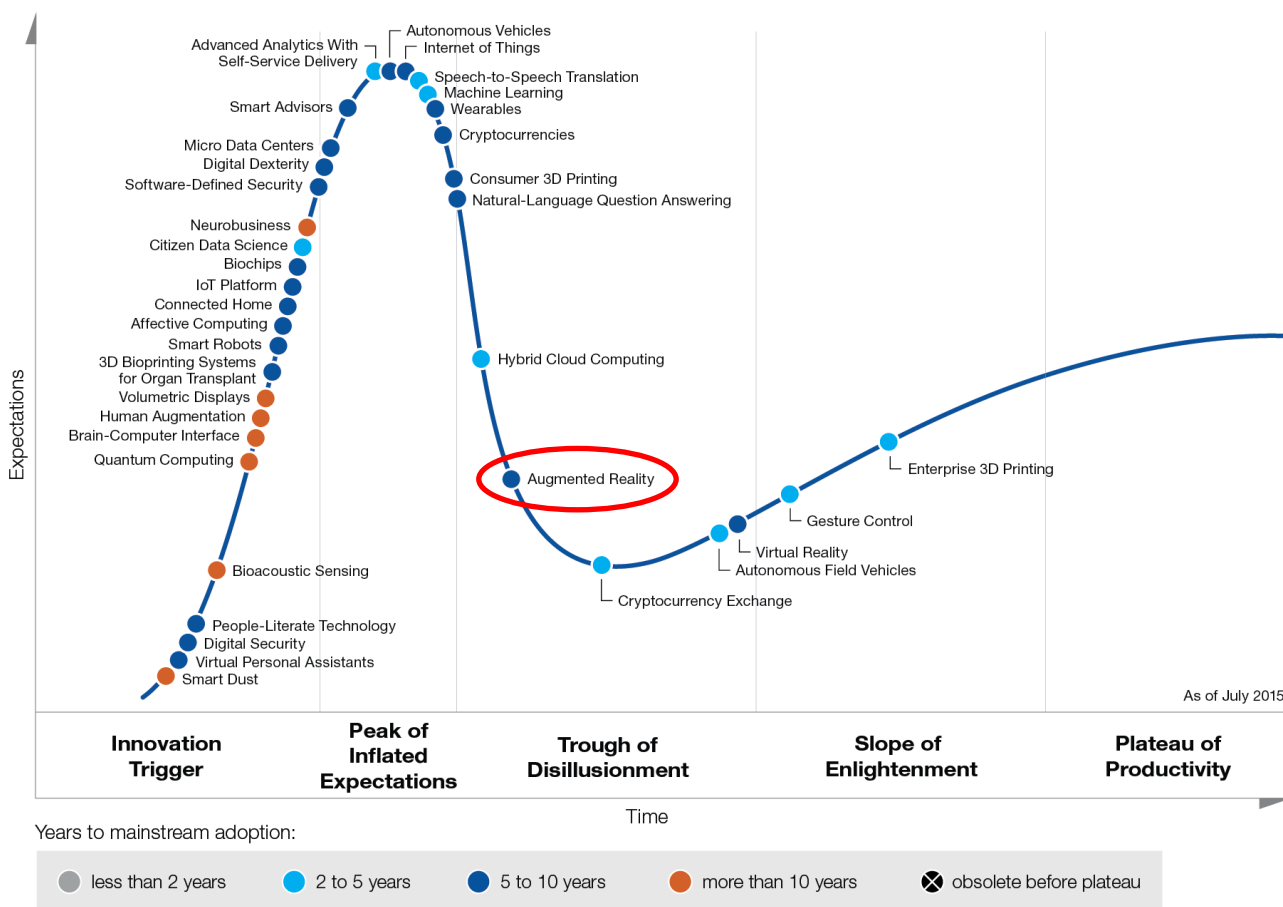 Autonomous Vehicles
Advanced Analytics With
Self-Service Delivery
Internet of Things
Speech-to-Speech Translation
Machine Learning
Smart Advisors
Wearables
Cryptocurrencies
Micro Data Centers
Digital Dexterity
Software-Defined Security
Consumer 3D Printing
Natural-Language Question Answering
Neurobusiness
Citizen Data Science
Biochips
IoT Platform
Connected Home
Affective Computing
Smart Robots
3D Bioprinting Systems
for Organ Transplant
Hybrid Cloud Computing
Volumetric Displays
Human Augmentation
Brain-Computer Interface
Quantum Computing
Augmented Reality
Enterprise 3D Printing
Gesture Control
Virtual Reality
Autonomous Field Vehicles
Cryptocurrency Exchange
Bioacoustic Sensing
People-Literate Technology
Digital Security
Virtual Personal Assistants
Smart Dust
Expectations
As of July 2015
Innovation
Trigger
Peak of
Inflated
Expectations
Trough of
Disillusionment
Slope of
Enlightenment
Plateau of
Productivity
Time
Years to mainstream adoption:
less than 2 years
2 to 5 years
5 to 10 years
more than 10 years
obsolete before plateau